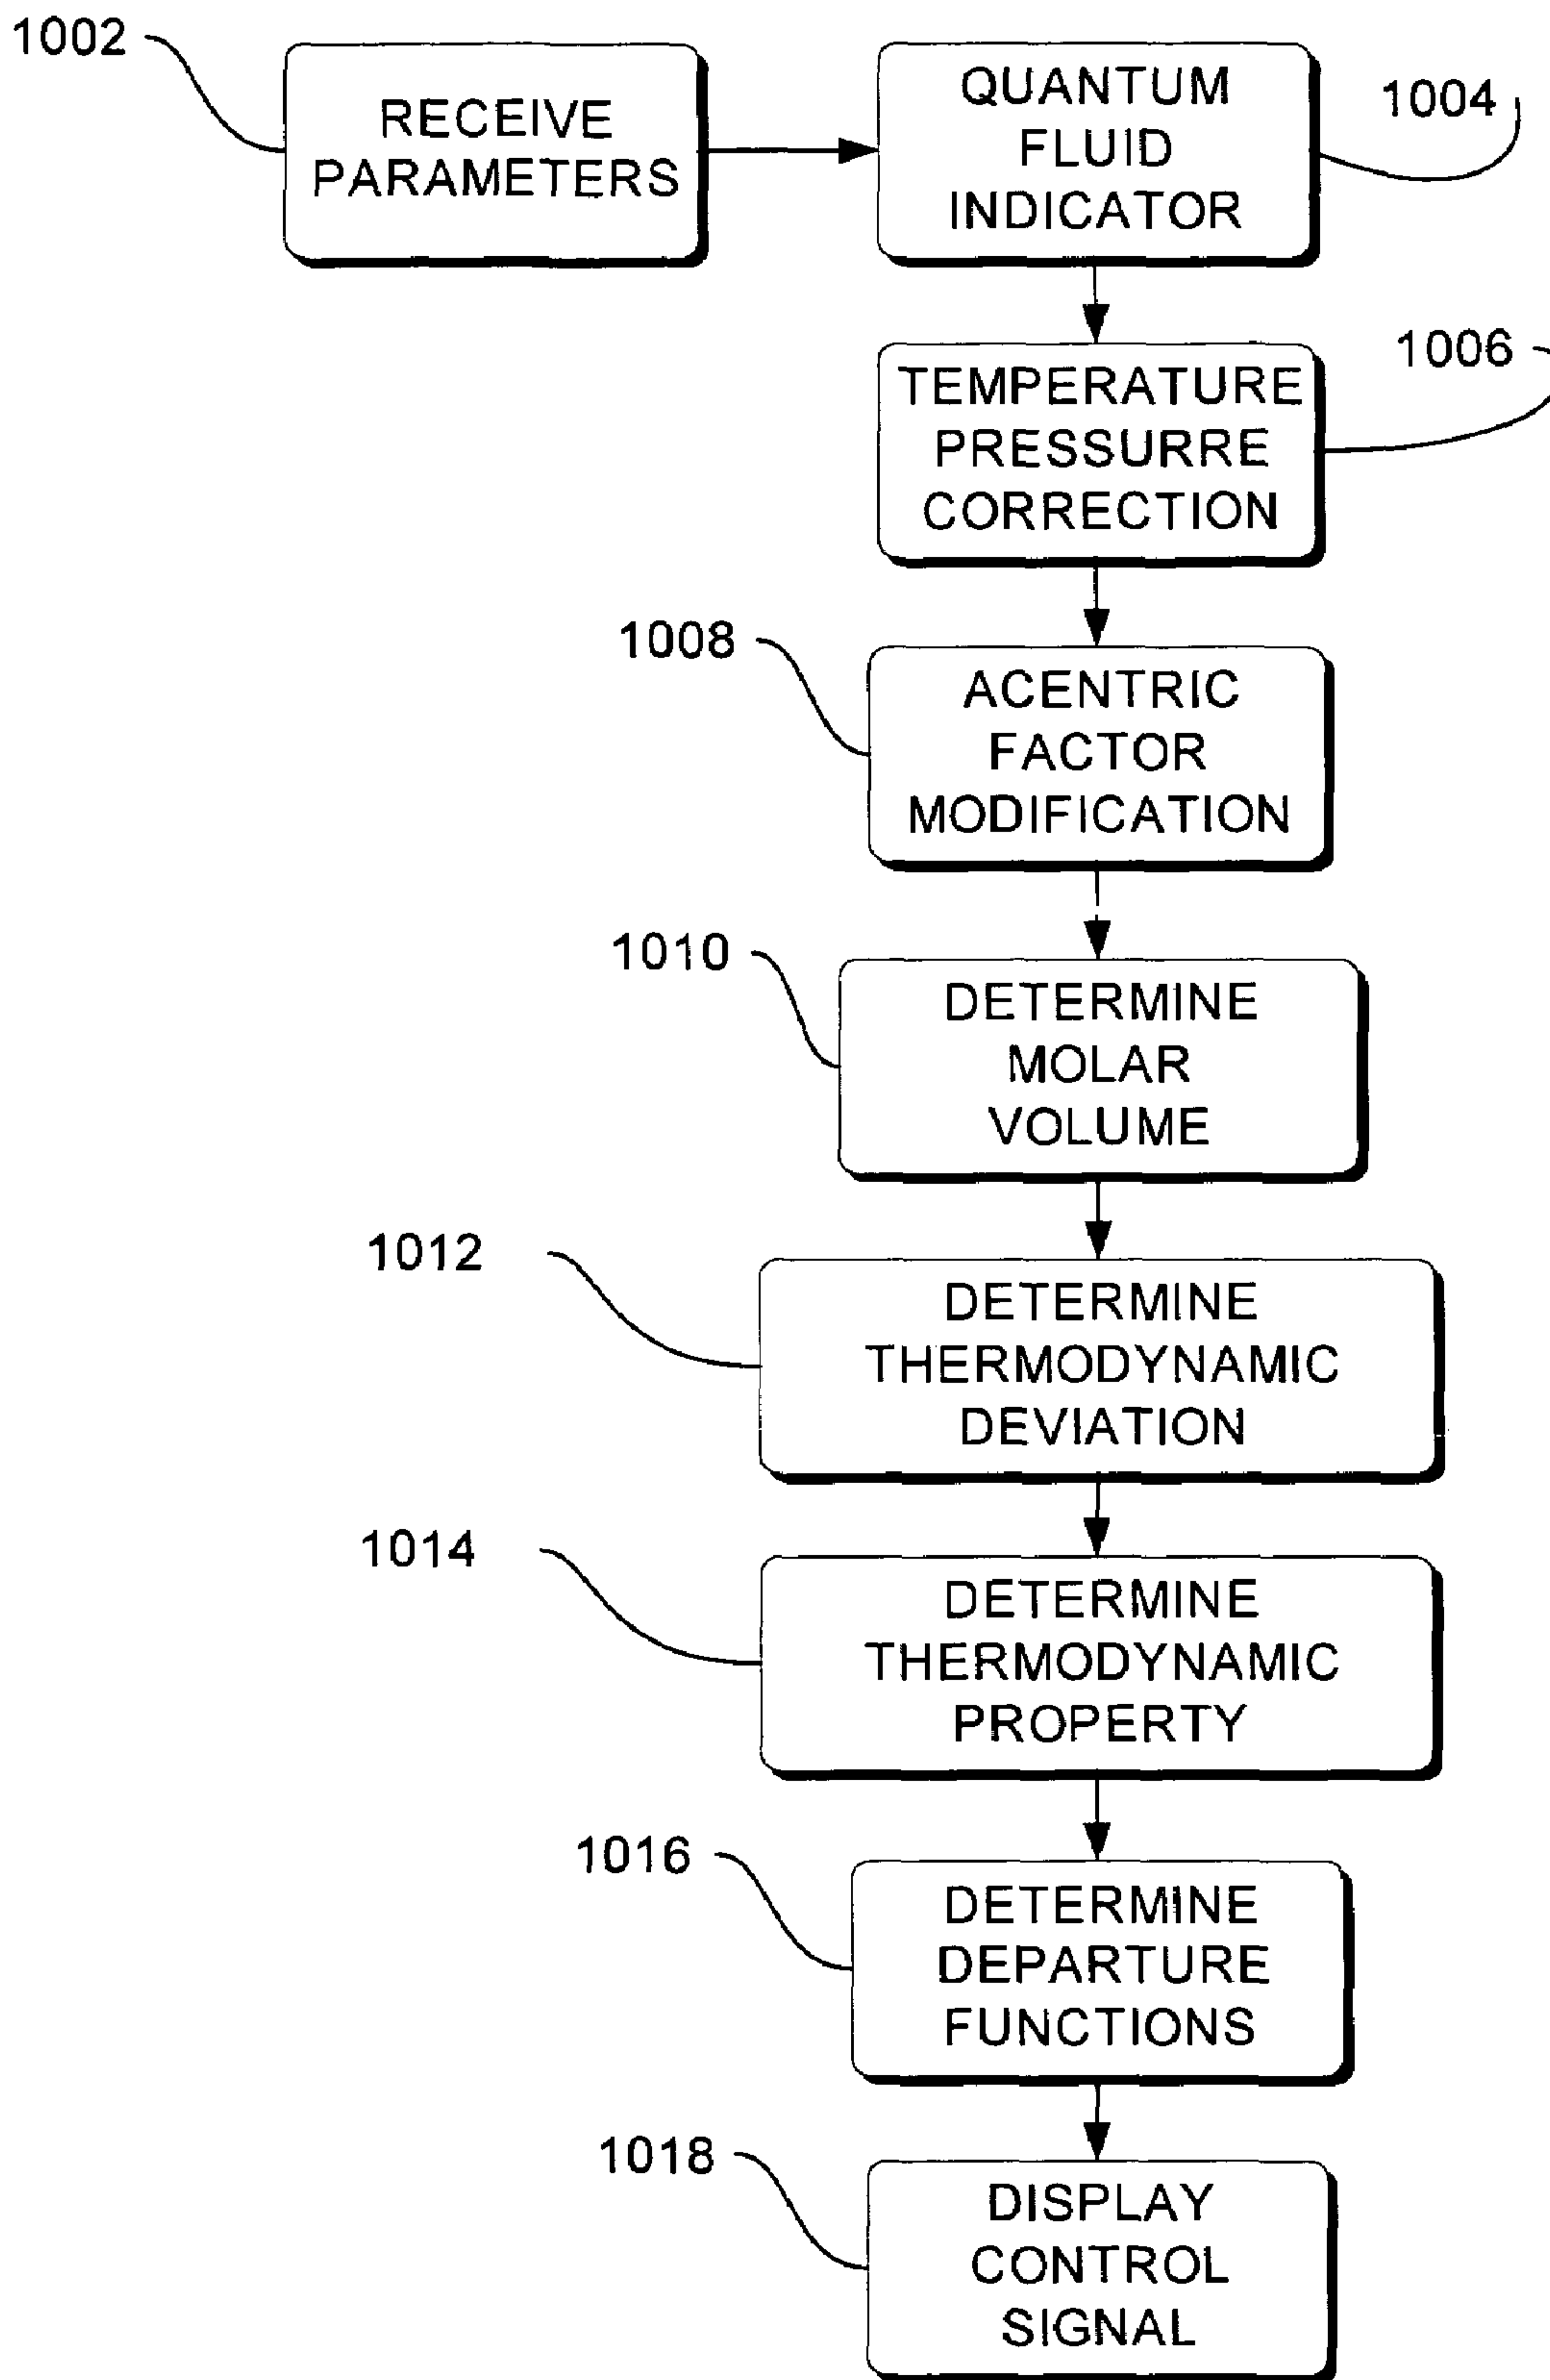 1002
RECEIVE
PARAMETERS
QUANTUM
FLUID
INDICATOR
1004
TEMPERATURE
PRESSURRE
CORRECTION
1006
1008
ACENTRIC
FACTOR
MODIFICATION
1010
DETERMINE
MOLAR
VOLUME
1012
DETERMINE
THERMODYNAMIC
DEVIATION
1014
DETERMINE
THERMODYNAMIC
PROPERTY
1016
DETERMINE
DEPARTURE
FUNCTIONS
1018
DISPLAY
CONTROL
SIGNAL